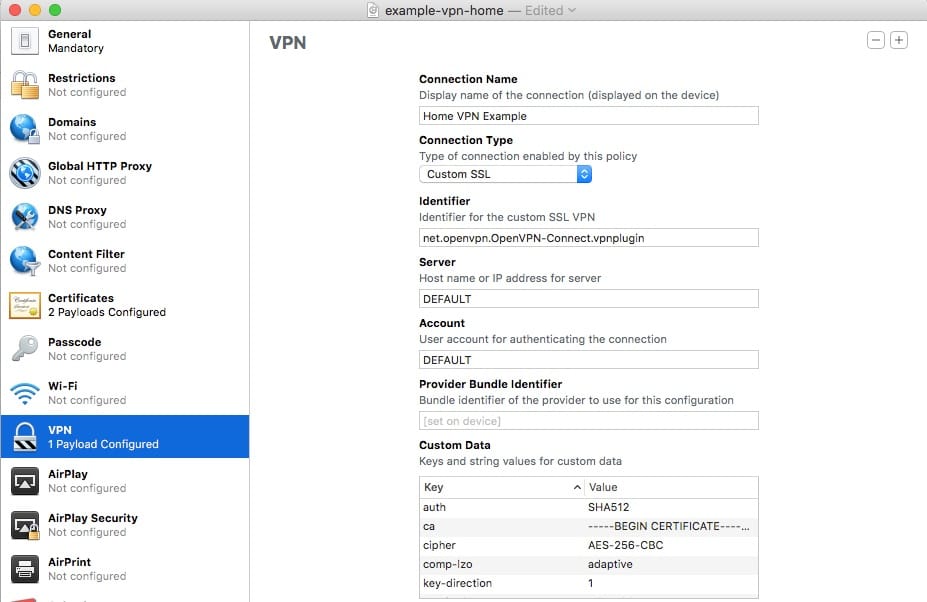 example-vpn-home — Edited
General
Mandatory
Restrictions
Not configured
Domains
Not configured
Global HTTP Proxy
Not configured
DNS Proxy
Not configured
Content Filter
Not configured
Certificates
2 Payloads Configured
Passcode
Not configured
Wi-Fi
Not configured
VPN
1 Payload Configured
AirPlay
Not configured
AirPlay Security
Not configured
AirPrint
Not configured
VPN
Connection Name
Display name of the connection (displayed on the device)
Home VPN Example
Connection Type
Type of connection enabled by this policy
Custom SSL
Identifier
Identifier for the custom SSL VPN
net.openvpn.OpenVPN-Connect.vpnplugin
Server
Host name or IP address for server
DEFAULT
Account
User account for authenticating the connection
DEFAULT
Provider Bundle Identifier
Bundle identifier of the provider to use for this configuration
[set on device]
Custom Data
Keys and string values for custom data
Key Value
auth SHA512
ca -----BEGIN CERTIFICATE----...
cipher AES-256-CBC
comp-lzo adaptive
key-direction 1